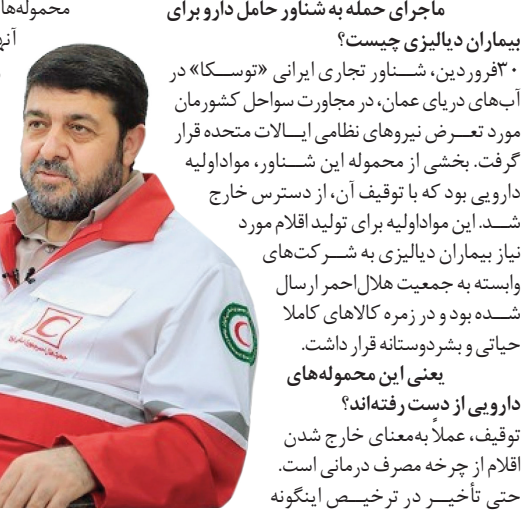 ماجرای حمله به شناور حامل دارو برای
بیماران دیالیزی چیست؟
۳۰فروردین، شناور تجاری ایرانی «توسکا» در
آب‌های دریای عمان، در مجاورت سواحل کشورمان
مورد تعرض نیروهای نظامی ایالات متحده قرار
گرفت. بخشی از محموله این شناور، مواداولیه
دارویی بود که با توقیف آن، از دسترس خارج
شد. این مواداولیه برای تولید اقلام مورد
نیاز بیماران دیالیزی به شرکت‌های
وابسته به جمعیت هلال‌احمر ارسال
شده بود و در زمره کالاهای کاملا
حیاتی و بشردوستانه قرار داشت.
یعنی این محموله‌های
دارویی از دست رفته‌اند؟
توقیف، عملاً به‌معنای خارج شدن
اقلام از چرخه مصرف درمانی است.
حتی تأخیر در ترخیص اینگونه
محموله‌ها